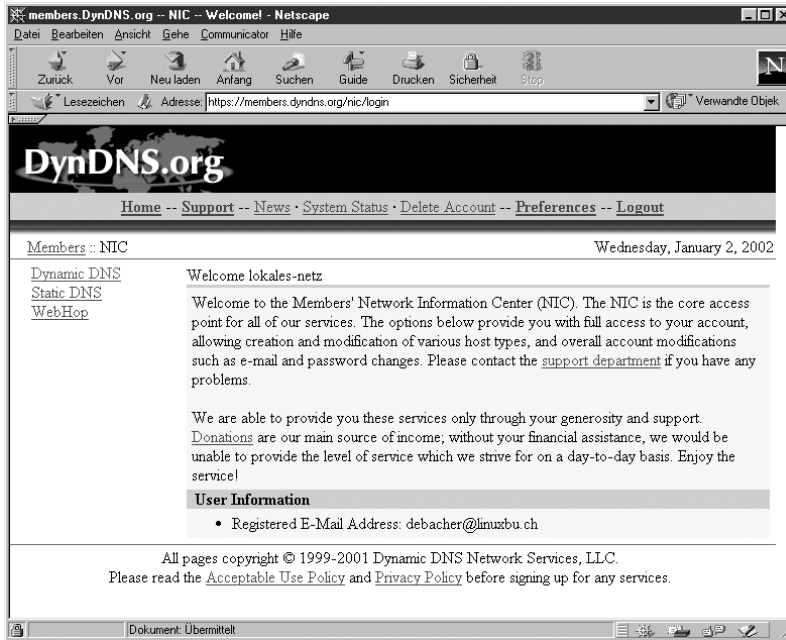 members.DynDNS.org -- NIC -- Welcome! - Netscape
Datei Bearbeiten Ansicht Gehe Communicator Hilfe
Zurück Vor Neu laden Anfang Suchen Guide Drucken Sicherheit Stop
N
Lesezeichen Adresse: https://members.dyndns.org/nic/login Verwandte Objek
DynDNS.org
Home -- Support -- News · System Status · Delete Account -- Preferences -- Logout
Members :: NIC Wednesday, January 2, 2002
Dynamic DNS
Static DNS
WebHop
Welcome lokales-netz
Welcome to the Members' Network Information Center (NIC). The NIC is the core access
point for all of our services. The options below provide you with full access to your account,
allowing creation and modification of various host types, and overall account modifications
such as e-mail and password changes. Please contact the support department if you have any
problems.
We are able to provide you these services only through your generosity and support.
Donations are our main source of income; without your financial assistance, we would be
unable to provide the level of service which we strive for on a day-to-day basis. Enjoy the
service!
User Information
• Registered E-Mail Address: debacher@linuxbu.ch
All pages copyright © 1999-2001 Dynamic DNS Network Services, LLC.
Please read the Acceptable Use Policy and Privacy Policy before signing up for any services.
Dokument: Übermittelt